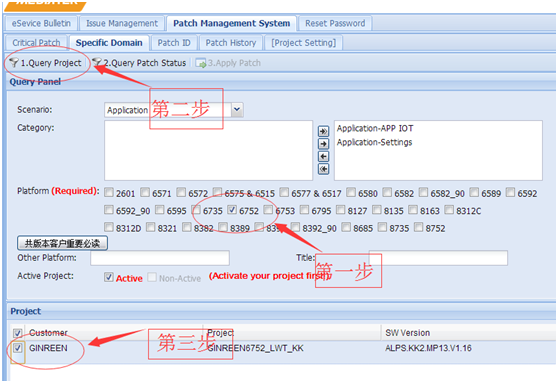 eSevice Bulletin Issue Management Patch Management System Reset Password
Critical Patch Specific Domain Patch ID Patch History [Project Setting]
1.Query Project 2.Query Patch Status 3.Apply Patch
Query Panel
Scenario: Application
第二步
Category:
Application-APP IOT
Application-Settings
Platform (Required): 2601 6571 6572 6575 & 6515 6577 & 6517 6580 6582 6582_90 6589 6592
6592_90 6595 6735 6752 6753 6795 8127 8135 8163 8312C
8312D 8321 8382 8389 8392_90 8685 8735 8752
共版本客户重要必读
Other Platform: Title:
第一步
Active Project: Active Non-Active (Activate your project first)
Project
Customer Project SW Version
第三步
GINREEN GINREEN6752_LWT_KK ALPS.KK2.MP13.V1.16